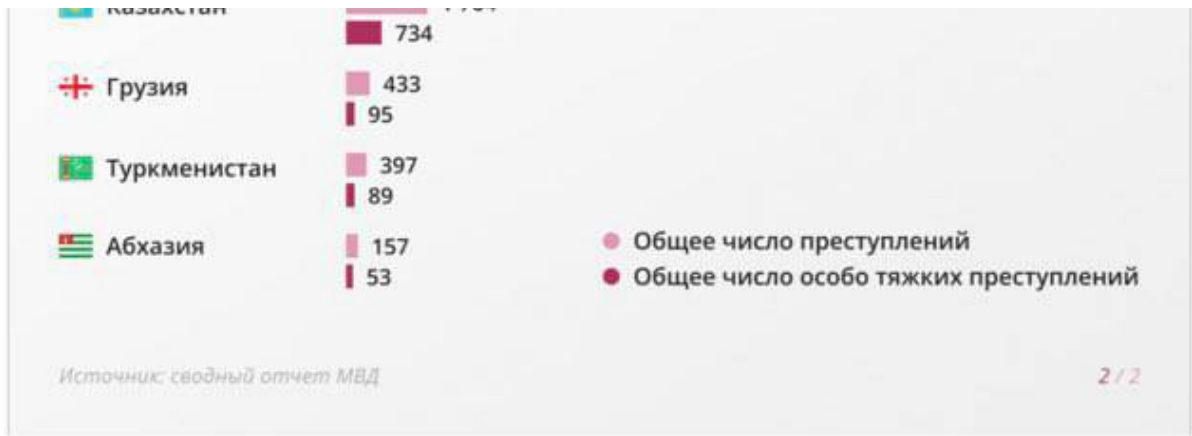 Казахстан
734
Грузия
433
95
Туркменистан
397
89
Абхазия
157
53
Общее число преступлений
Общее число особо тяжких преступлений
Источник: сводный отчет МВД
2 / 2